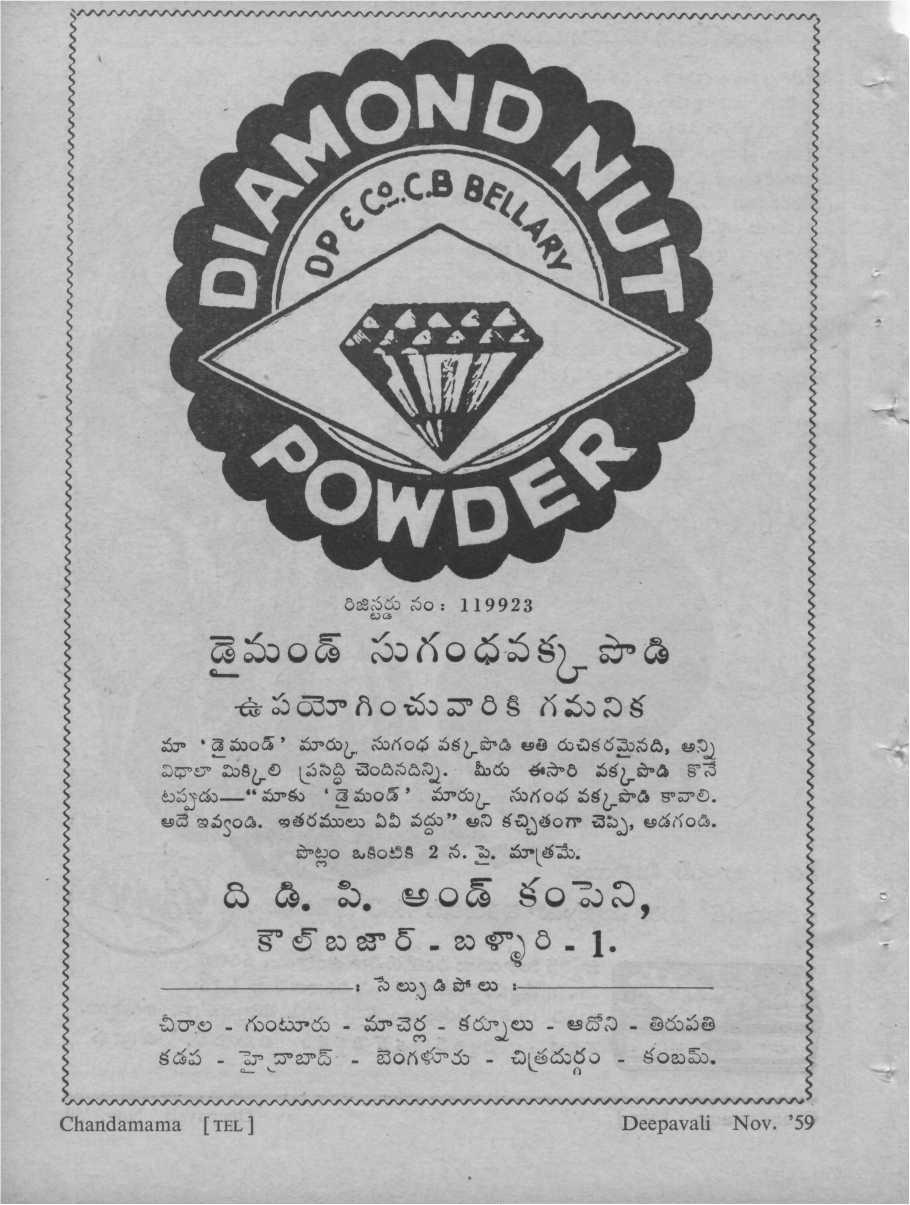 DIAMOND NUT
DP & Co. C.B BELLARY
POWDER
రిజిస్టర్డు నం : 119923
డైమండ్ సుగంధవక్క పొడి
ఉపయోగించువారికి గమనిక
మా ‘డైమండ్’ మార్కు సుగంధ వక్కపొడి అతి రుచికరమైనది, అన్ని
విధాలా మిక్కిలి ప్రసిద్ధి చెందినదిన్ని. మీరు ఈసారి వక్కపొడి కొనే
టప్పుడు—“మాకు ‘డైమండ్’ మార్కు సుగంధ వక్కపొడి కావాలి.
అదే ఇవ్వండి. ఇతరములు ఏవీ వద్దు” అని కచ్చితంగా చెప్పి, అడగండి.
పొట్లం ఒకింటికి 2 న. పై. మాత్రమే.
ది డి. పి. అండ్ కంపెని,
కౌల్‌బజార్ - బళ్ళారి - 1.
: సేల్సుడిపోలు :
చీరాల - గుంటూరు - మాచెర్ల - కర్నూలు - ఆదోని - తిరుపతి
కడప - హైద్రాబాద్ - బెంగళూరు - చిత్రదుర్గం - కంబమ్.
Chandamama [TEL]
Deepavali Nov. ’59